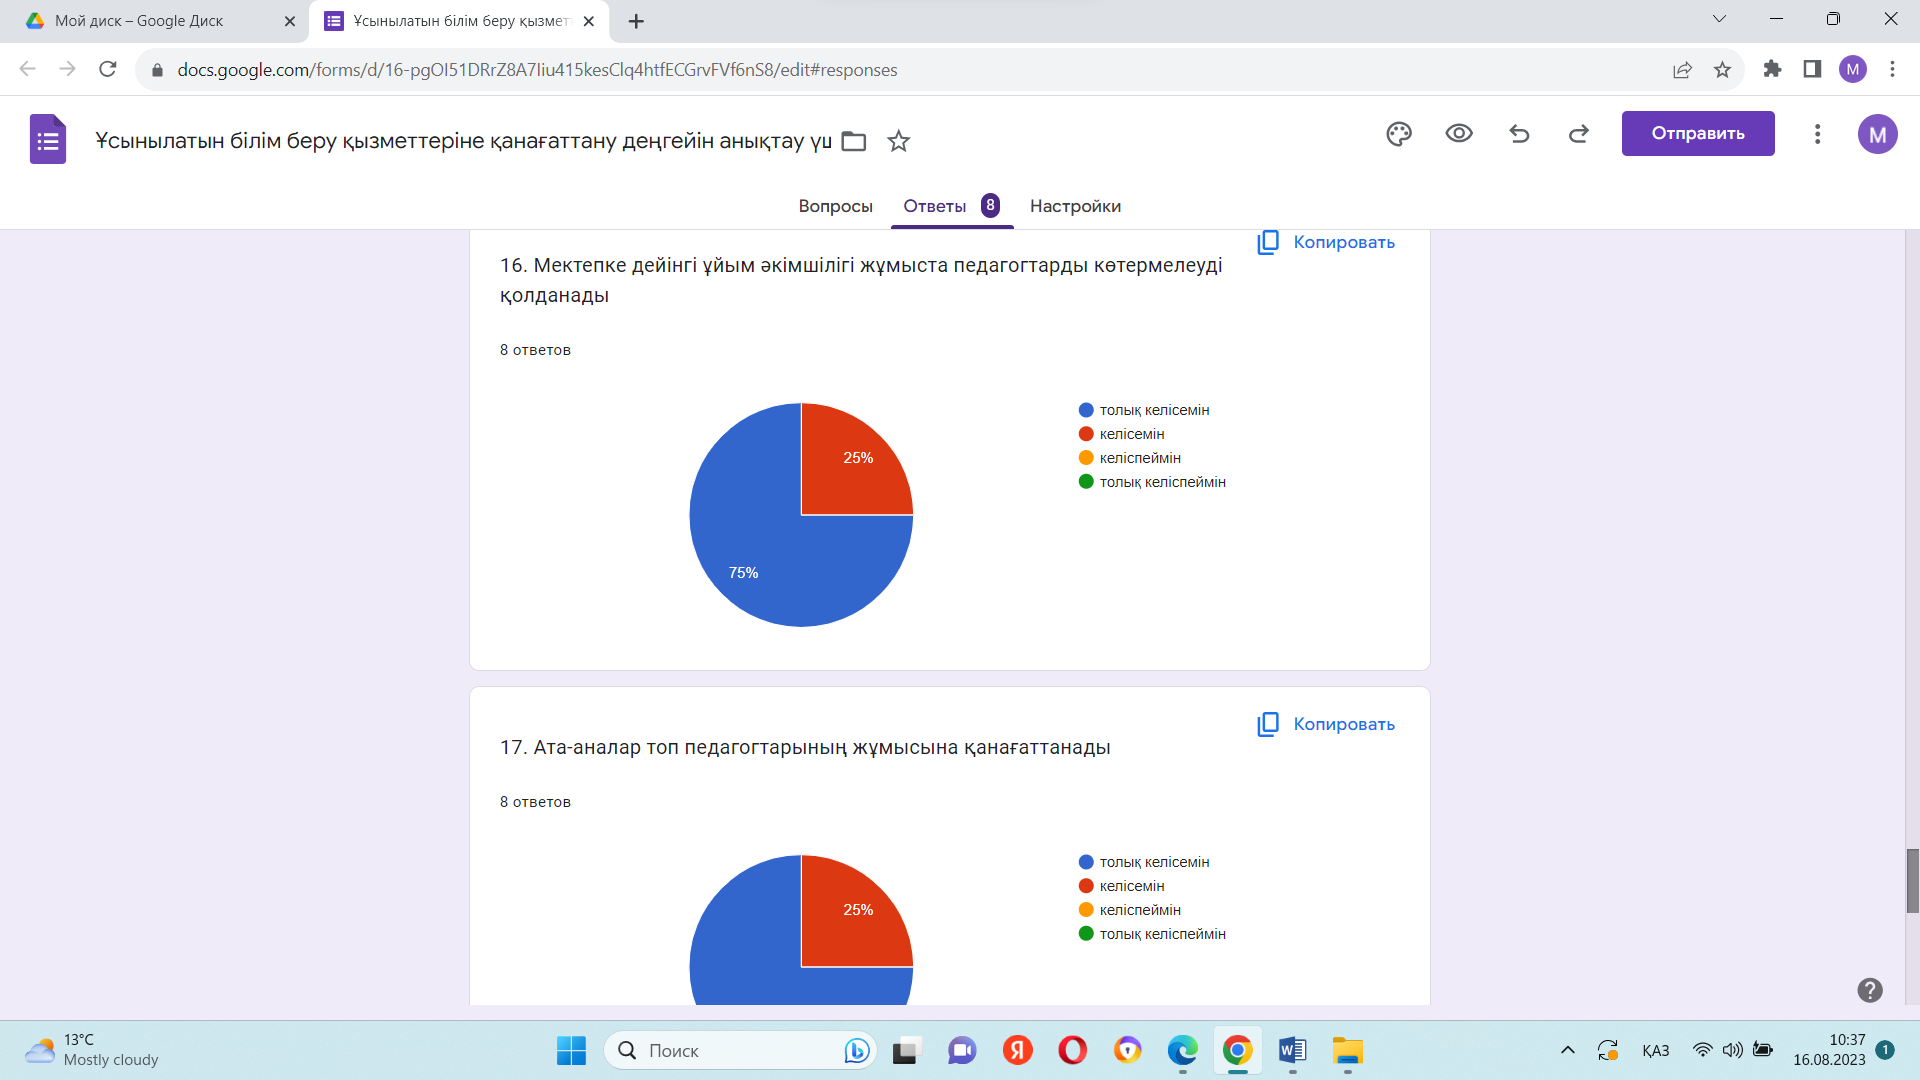 Мой диск – Google Диск
Ұсынылатын білім беру қызмет
docs.google.com/forms/d/16-pgOI51DRrZ8A7Iiu415kesClq4htfECGrvFVf6nS8/edit#responses
M
Ұсынылатын білім беру қызметтеріне қанағаттану деңгейін анықтау үш
Отправить
M
Вопросы
Ответы 8
Настройки
Копировать
16. Мектепке дейінгі ұйым әкімшілігі жұмыста педагогтарды көтермелеуді
қолданады
8 ответов
толық келісемін
келісемін
келіспеймін
толық келіспеймін
25%
75%
Копировать
17. Ата-аналар топ педагогтарының жұмысына қанағаттанады
8 ответов
толық келісемін
келісемін
келіспеймін
толық келіспеймін
25%
13°C
Mostly cloudy
Поиск
Я
W
ҚАЗ
10:37
16.08.2023
1